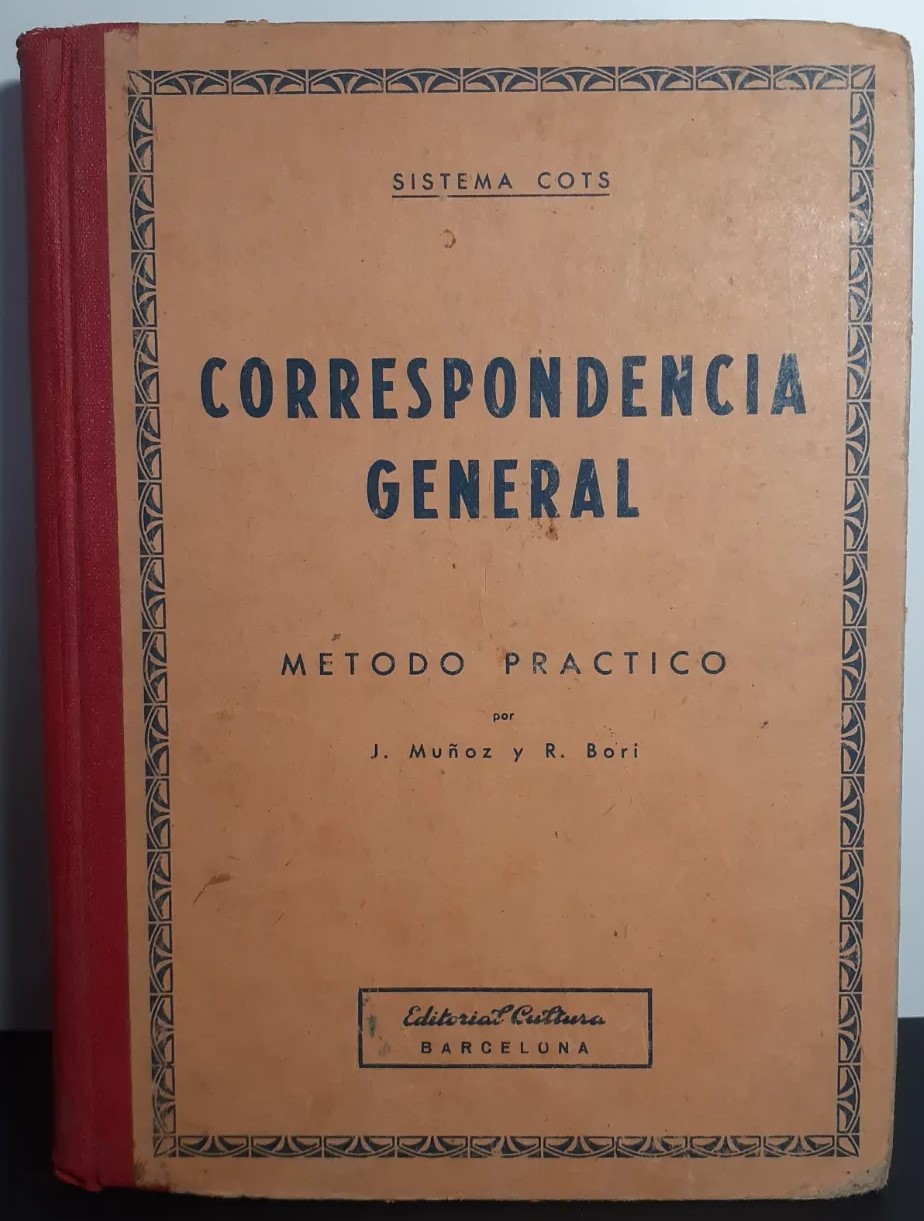 SISTEMA COTS
CORRESPONDENCIA
GENERAL
METODO PRACTICO
por
J. Muñoz y R. Bori
Editorial Cultura
BARCELONA